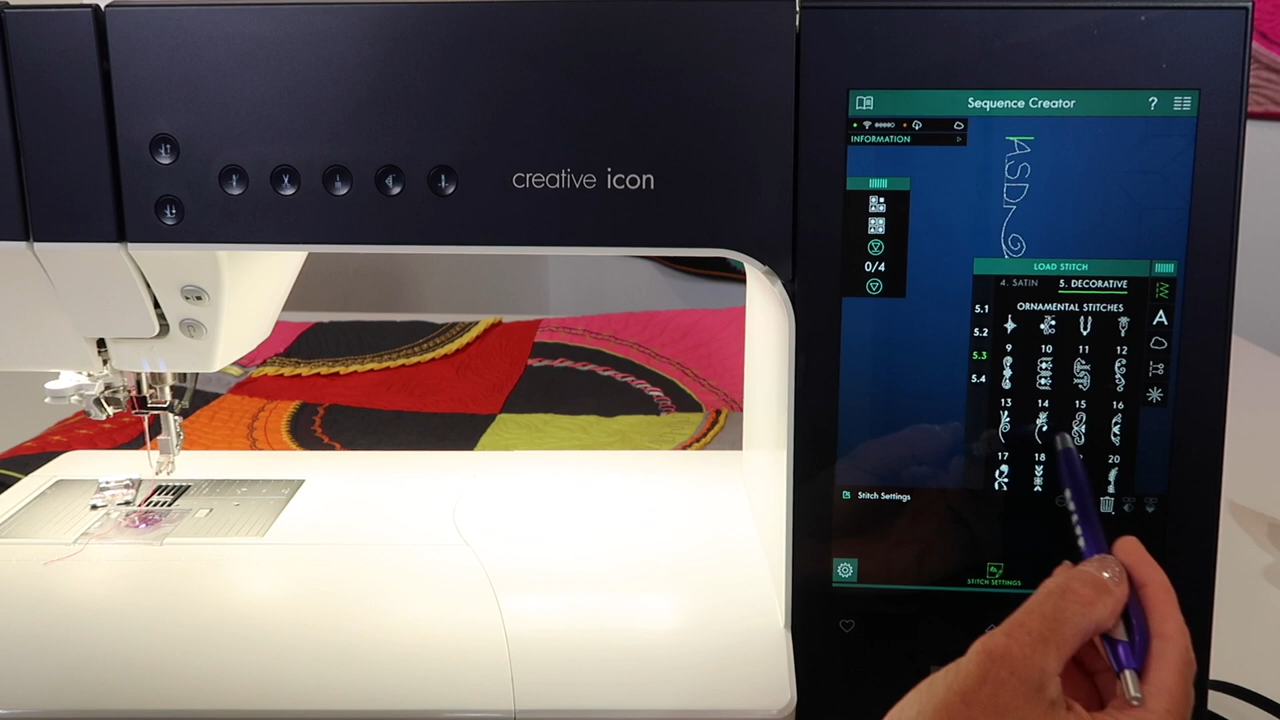 creative icon
Sequence Creator ?
INFORMATION
ASD
0/4
LOAD STITCH
4. SATIN 5. DECORATIVE
ORNAMENTAL STITCHES
5.1
5.2
5.3
5.4
9 10 11 12
13 14 15 16
17 18 20
A
Stitch Settings
STITCH SETTINGS